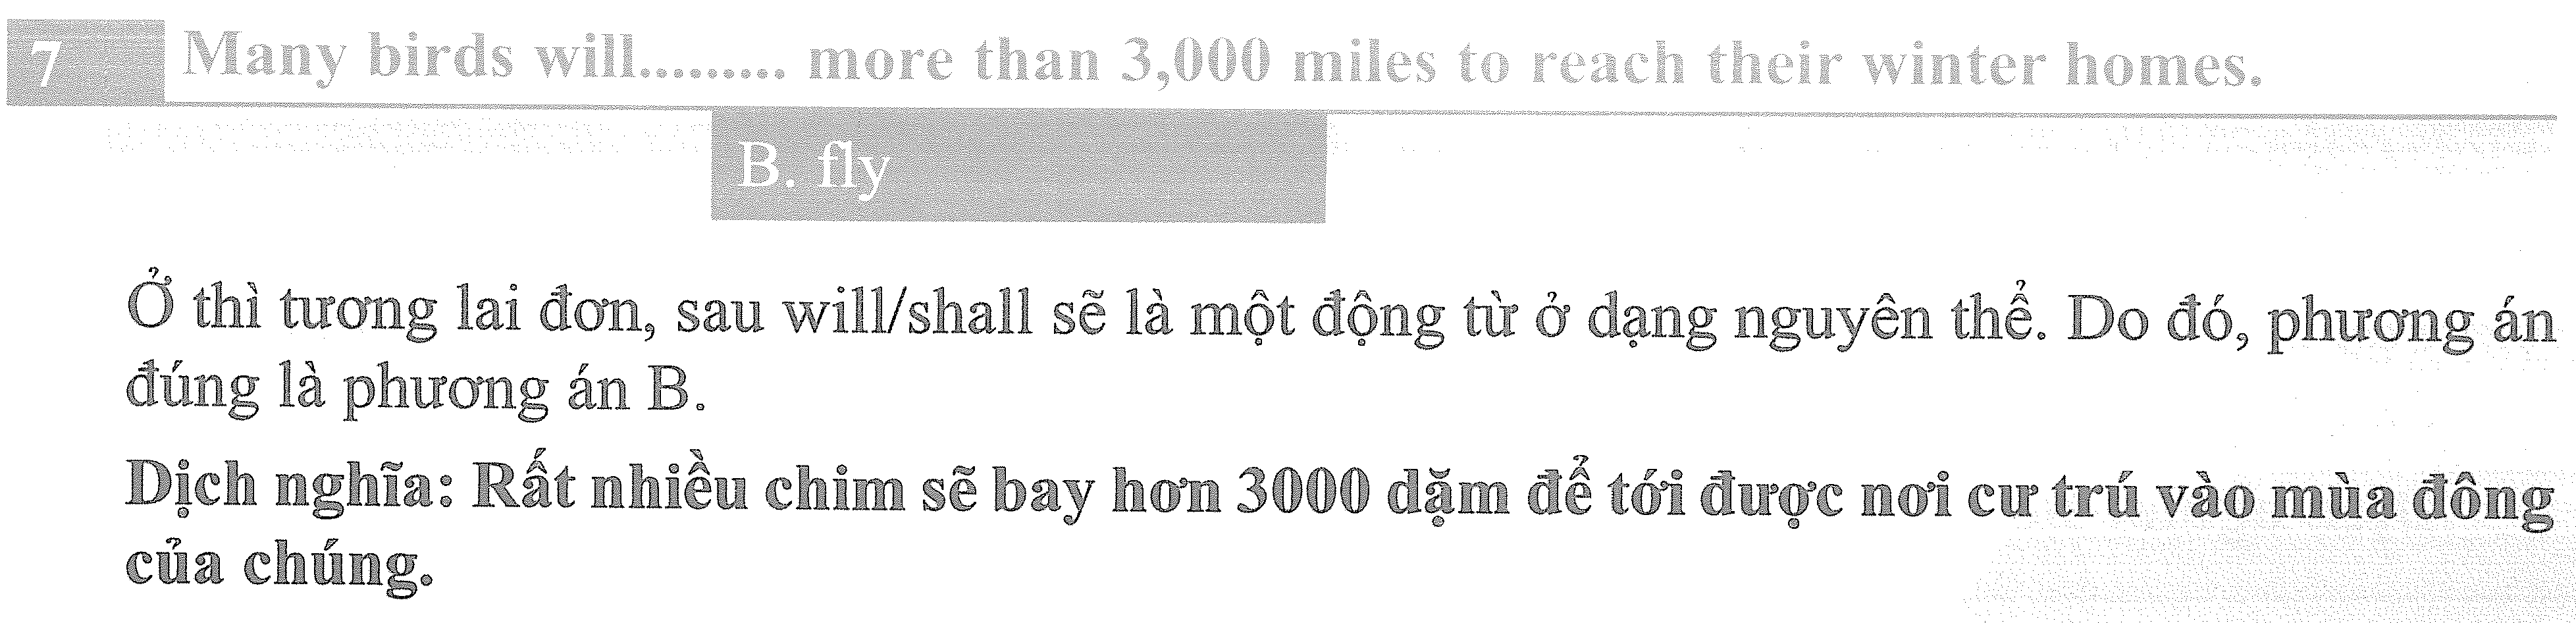 7 Many birds will......... more than 3,000 miles to reach their winter homes.
B. fly
Ở thì tương lai đơn, sau will/shall sẽ là một động từ ở dạng nguyên thể. Do đó, phương án
đúng là phương án B.
Dịch nghĩa: Rất nhiều chim sẽ bay hơn 3000 dặm để tới được nơi cư trú vào mùa đông
của chúng.